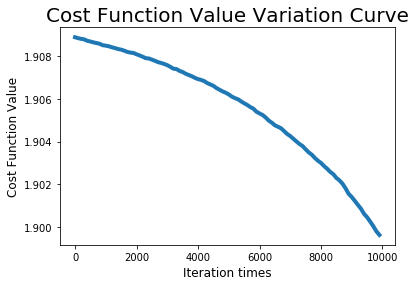 Cost Function Value Variation Curve
1.908
1.906
1.904
1.902
1.900
Cost Function Value
0 2000 4000 6000 8000 10000
Iteration times